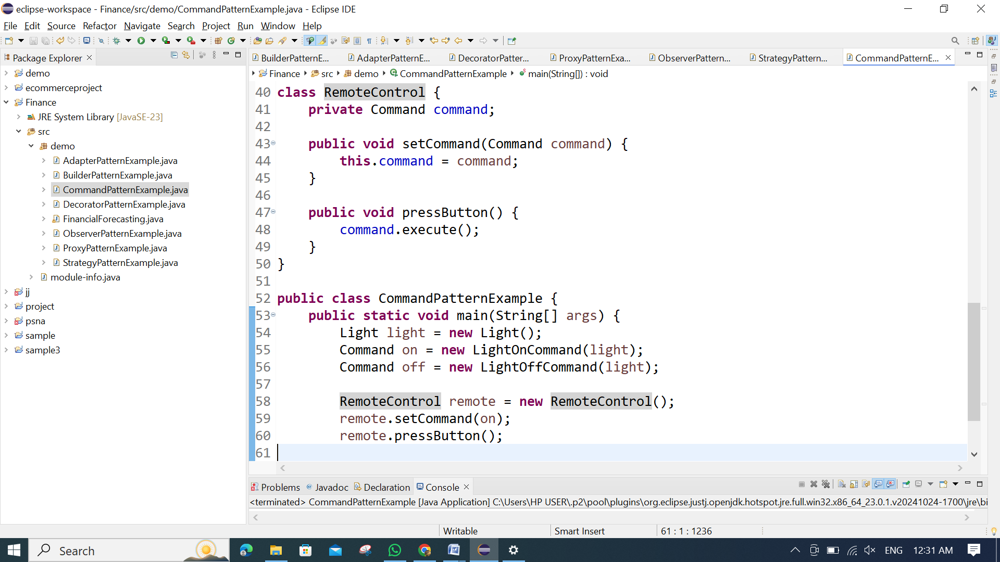 eclipse-workspace - Finance/src/demo/CommandPatternExample.java - Eclipse IDE
File Edit Source Refactor Navigate Search Project Run Window Help
Package Explorer
demo
ecommerceproject
Finance
JRE System Library [JavaSE-23]
src
demo
AdapterPatternExample.java
BuilderPatternExample.java
CommandPatternExample.java
DecoratorPatternExample.java
FinancialForecasting.java
ObserverPatternExample.java
ProxyPatternExample.java
StrategyPatternExample.java
module-info.java
jj
project
psna
sample
sample3
BuilderPatternE... AdapterPatternE... DecoratorPatter... ProxyPatternExa... ObserverPattern... StrategyPattern... CommandPatternE...
Finance src demo CommandPatternExample main(String[]) : void
40 class RemoteControl {
41 private Command command;
42
43 public void setCommand(Command command) {
44 this.command = command;
45 }
46
47 public void pressButton() {
48 command.execute();
49 }
50 }
51
52 public class CommandPatternExample {
53 public static void main(String[] args) {
54 Light light = new Light();
55 Command on = new LightOnCommand(light);
56 Command off = new LightOffCommand(light);
57
58 RemoteControl remote = new RemoteControl();
59 remote.setCommand(on);
60 remote.pressButton();
61
Problems @ Javadoc Declaration Console
<terminated> CommandPatternExample [Java Application] C:\Users\HP USER\.p2\pool\plugins\org.eclipse.justj.openjdk.hotspot.jre.full.win32.x86_64_23.0.1.v20241024-1700\jre\bi
Writable Smart Insert 61 : 1 : 1236
Search ENG 12:31 AM